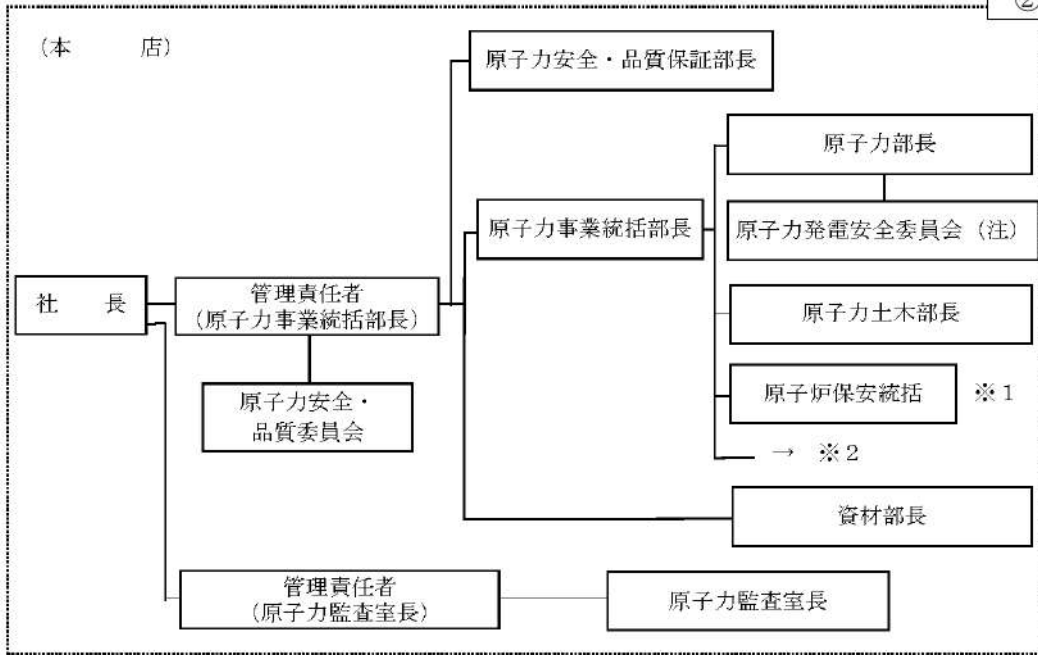 ②
(本　　店)
原子力安全・品質保証部長
原子力部長
原子力事業統括部長
原子力発電安全委員会（注）
社　　長
管理責任者
(原子力事業統括部長)
原子力土木部長
原子力安全・
品質委員会
原子炉保安統括
※１
→ ※２
資材部長
管理責任者
(原子力監査室長)
原子力監査室長